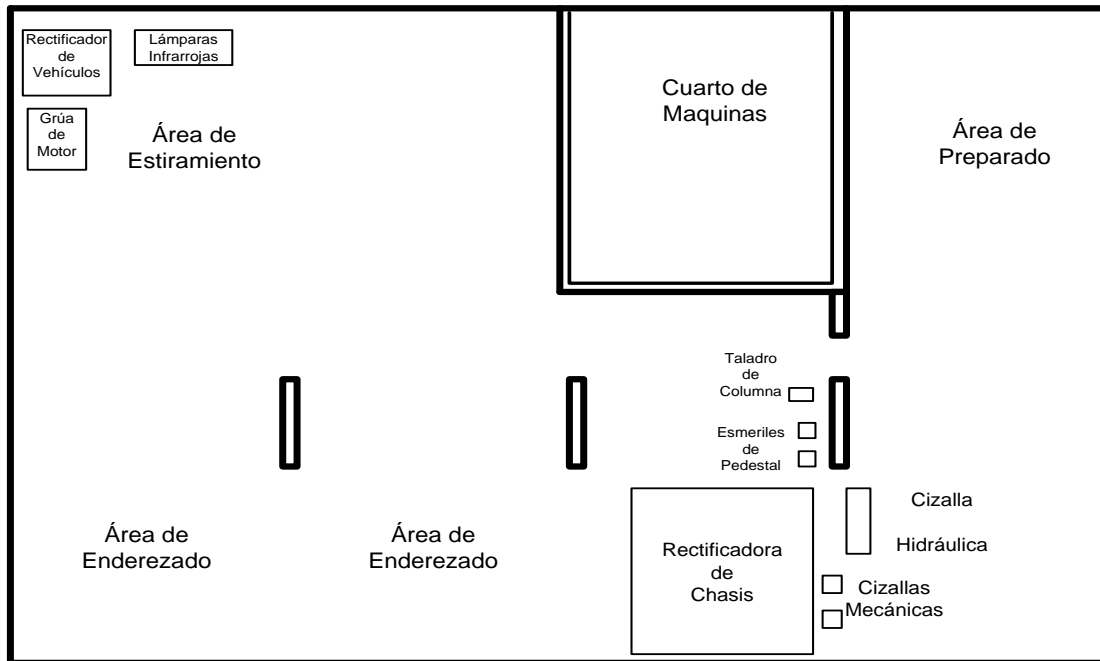 Rectificador
de
Vehículos
Lámparas
Infrarrojas
Grúa
de
Motor
Área de
Estiramiento
Cuarto de
Maquinas
Área de
Preparado
Taladro
de
Columna
Esmeriles
de
Pedestal
Área de
Enderezado
Área de
Enderezado
Rectificadora
de
Chasis
Cizalla
Hidráulica
Cizallas
Mecánicas